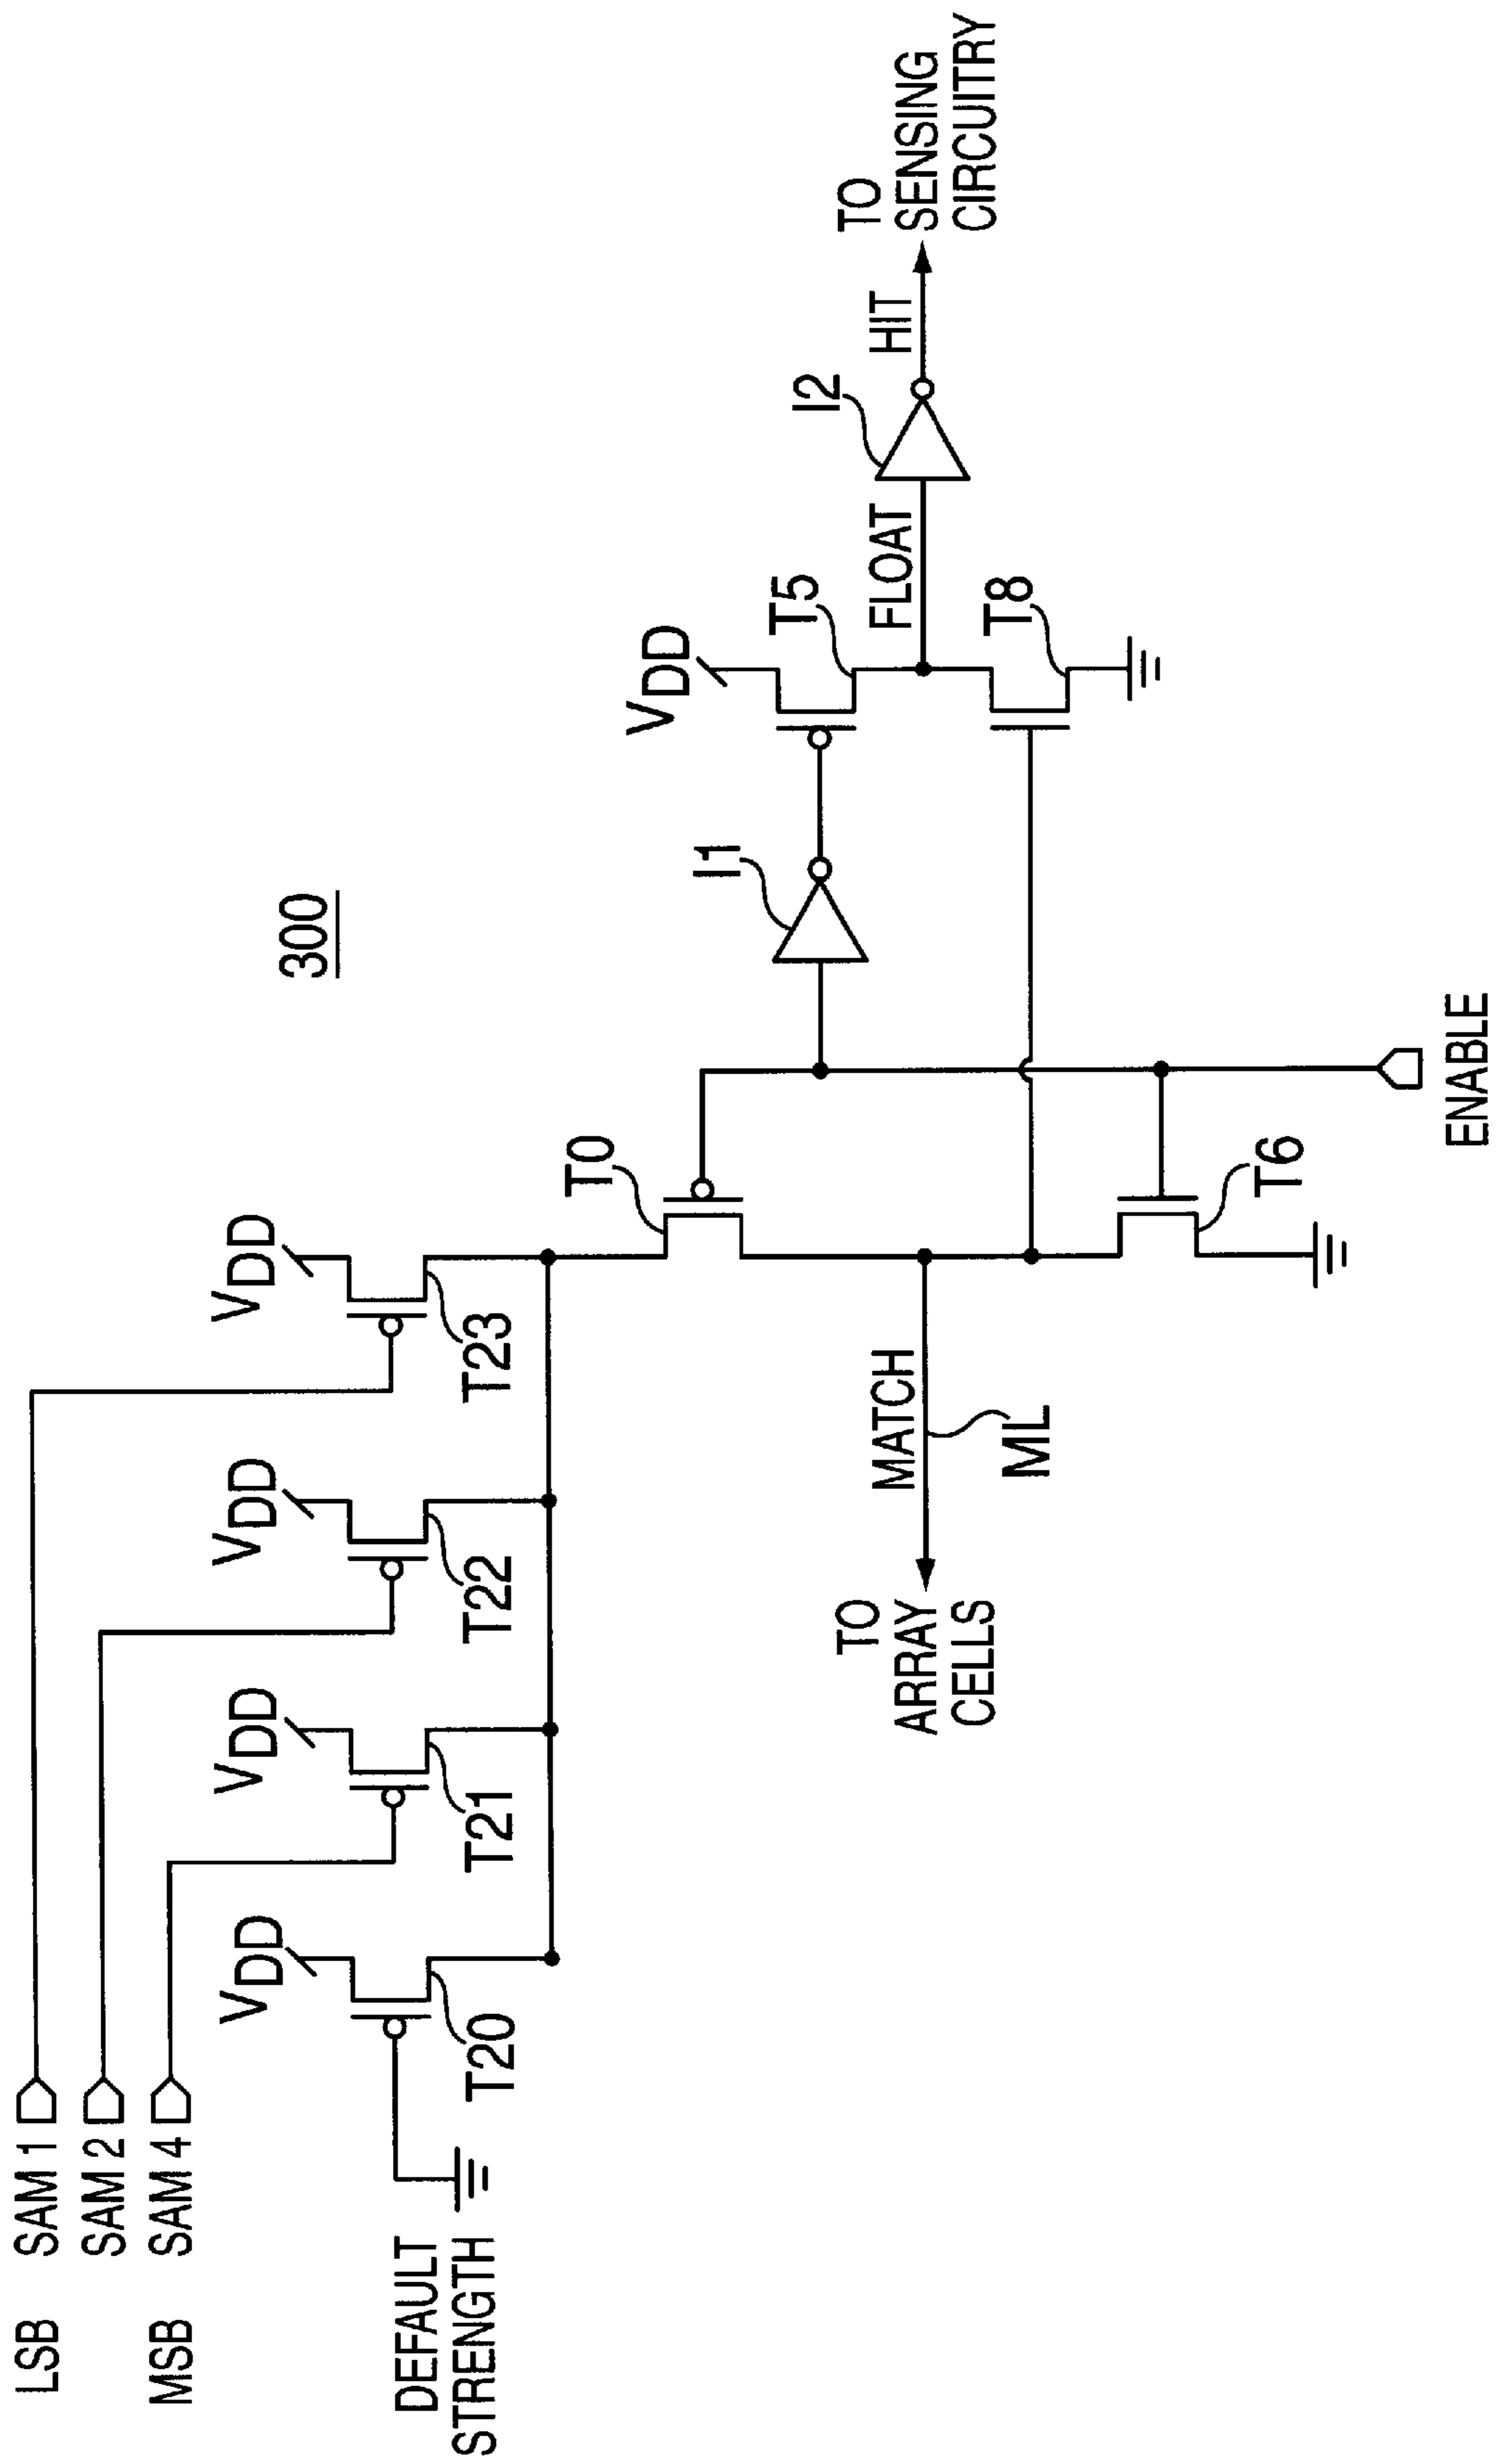 300
LSB SAM 1
SAM 2
MSB SAM 4
VDD
VDD
VDD
VDD
DEFAULT
STRENGTH
T20
T21
T22
T23
T0
VDD
I1
T5
I2
TO
SENSING
CIRCUITRY
HIT
FLOAT
T8
TO
ARRAY
CELLS
MATCH
ML
T6
ENABLE